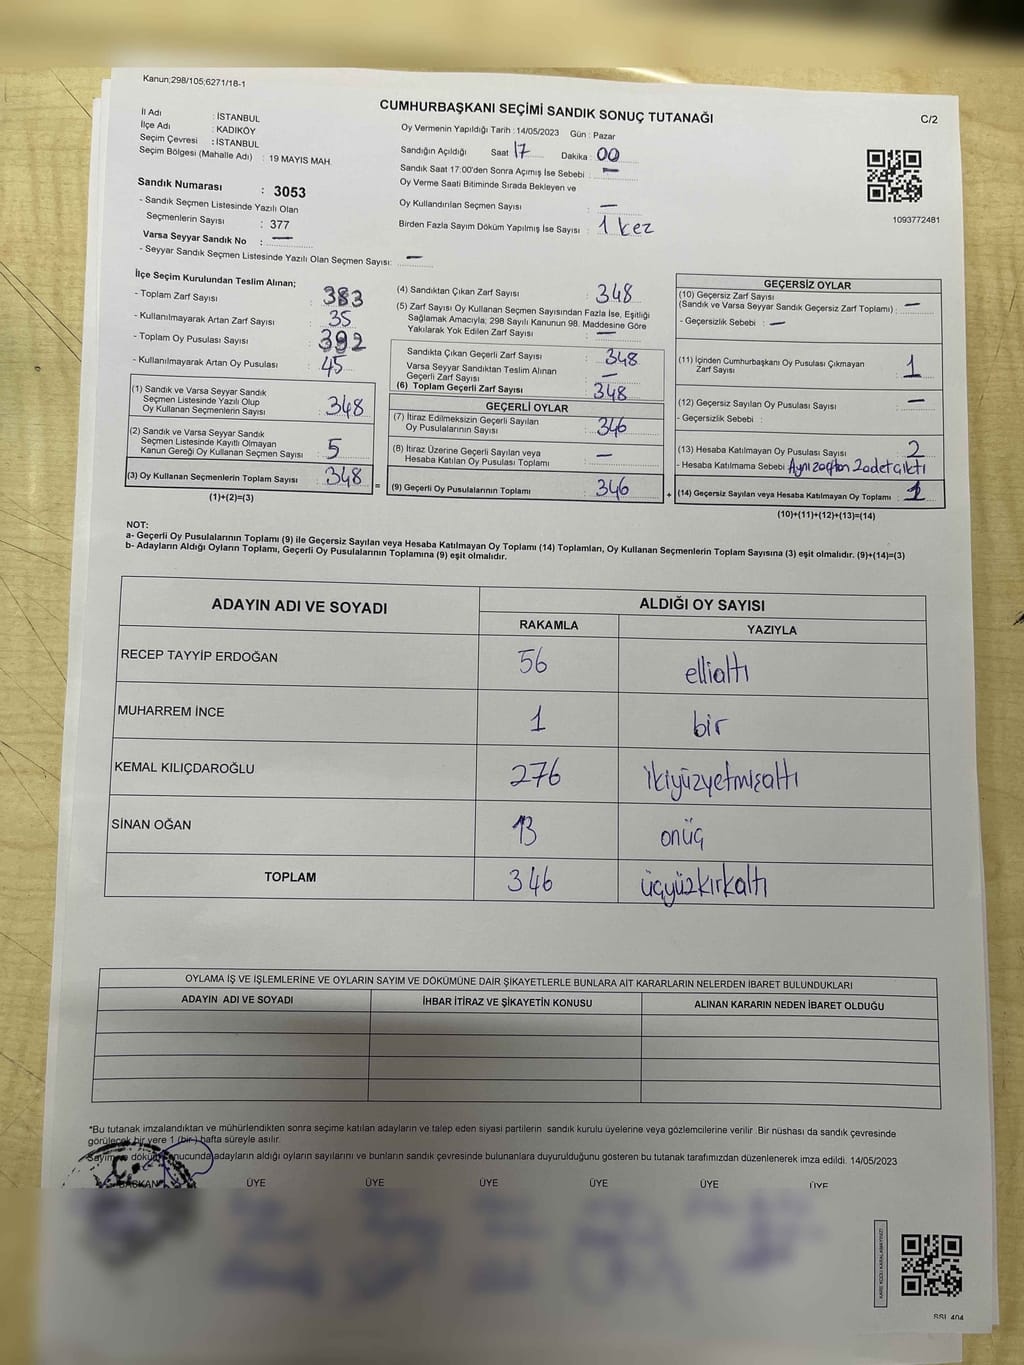 Kanun;298/105;6271/18-1
CUMHURBAŞKANI SEÇİMİ SANDIK SONUÇ TUTANAĞI
C/2
İl Adı : İSTANBUL
İlçe Adı : KADIKÖY
Seçim Çevresi : İSTANBUL
Seçim Bölgesi (Mahalle Adı) : 19 MAYIS MAH.
Oy Vermenin Yapıldığı Tarih : 14/05/2023 Gün : Pazar
Sandığın Açıldığı Saat 17 Dakika : 00
Sandık Saat 17:00'den Sonra Açımış İse Sebebi : —
Oy Verme Saati Bitiminde Sırada Bekleyen ve
Oy Kullandırılan Seçmen Sayısı : —
Birden Fazla Sayım Döküm Yapılmış İse Sayısı : 1 kez
1093772481
Sandık Numarası : 3053
- Sandık Seçmen Listesinde Yazılı Olan
Seçmenlerin Sayısı : 377
Varsa Seyyar Sandık No : —
- Seyyar Sandık Seçmen Listesinde Yazılı Olan Seçmen Sayısı: —
İlçe Seçim Kurulundan Teslim Alınan;
- Toplam Zarf Sayısı : 383
- Kullanılmayarak Artan Zarf Sayısı : 35
- Toplam Oy Pusulası Sayısı : 392
- Kullanılmayarak Artan Oy Pusulası : 45
(1) Sandık ve Varsa Seyyar Sandık
Seçmen Listesinde Yazılı Olup
Oy Kullanan Seçmenlerin Sayısı : 348
(2) Sandık ve Varsa Seyyar Sandık
Seçmen Listesinde Kayıtlı Olmayan
Kanun Gereği Oy Kullanan Seçmen Sayısı : 5
(3) Oy Kullanan Seçmenlerin Toplam Sayısı : 348
(1)+(2)=(3)
(4) Sandıktan Çıkan Zarf Sayısı : 348
(5) Zarf Sayısı Oy Kullanan Seçmen Sayısından Fazla İse, Eşitliği
Sağlamak Amacıyla; 298 Sayılı Kanunun 98. Maddesine Göre
Yakılarak Yok Edilen Zarf Sayısı : —
Sandıkta Çıkan Geçerli Zarf Sayısı : 348
Varsa Seyyar Sandıktan Teslim Alınan
Geçerli Zarf Sayısı : —
(6) Toplam Geçerli Zarf Sayısı : 348
GEÇERLİ OYLAR
(7) İtiraz Edilmeksizin Geçerli Sayılan
Oy Pusulalarının Sayısı : 346
(8) İtiraz Üzerine Geçerli Sayılan veya
Hesaba Katılan Oy Pusulası Toplamı : —
= (9) Geçerli Oy Pusulalarının Toplamı : 346 +
GEÇERSİZ OYLAR
(10) Geçersiz Zarf Sayısı
(Sandık ve Varsa Seyyar Sandık Geçersiz Zarf Toplamı) : —
- Geçersizlik Sebebi : —
(11) İçinden Cumhurbaşkanı Oy Pusulası Çıkmayan
Zarf Sayısı : 1
(12) Geçersiz Sayılan Oy Pusulası Sayısı : —
- Geçersizlik Sebebi :
(13) Hesaba Katılmayan Oy Pusulası Sayısı : 2
- Hesaba Katılmama Sebebi : Aynı zarftan 2 adet çıktı
(14) Geçersiz Sayılan veya Hesaba Katılmayan Oy Toplamı :
(10)+(11)+(12)+(13)=(14)
NOT:
a- Geçerli Oy Pusulalarının Toplamı (9) ile Geçersiz Sayılan veya Hesaba Katılmayan Oy Toplamı (14) Toplamları, Oy Kullanan Seçmenlerin Toplam Sayısına (3) eşit olmalıdır. (9)+(14)=(3)
b- Adayların Aldığı Oyların Toplamı, Geçerli Oy Pusulalarının Toplamına (9) eşit olmalıdır.
ADAYIN ADI VE SOYADI ALDIĞI OY SAYISI
RAKAMLA YAZIYLA
RECEP TAYYİP ERDOĞAN 56 ellialtı
MUHARREM İNCE 1 bir
KEMAL KILIÇDAROĞLU 276 ikiyüzyetmişaltı
SİNAN OĞAN 13 onüç
TOPLAM 346 üçyüzkırkaltı
OYLAMA İŞ VE İŞLEMLERİNE VE OYLARIN SAYIM VE DÖKÜMÜNE DAİR ŞİKAYETLERLE BUNLARA AİT KARARLARIN NELERDEN İBARET BULUNDUKLARI
ADAYIN ADI VE SOYADI İHBAR İTİRAZ VE ŞİKAYETİN KONUSU ALINAN KARARIN NEDEN İBARET OLDUĞU
*Bu tutanak imzalandıktan ve mühürlendikten sonra seçime katılan adayların ve talep eden siyasi partilerin sandık kurulu üyelerine veya gözlemcilerine verilir. Bir nüshası da sandık çevresinde
görülecek bir yere 1 (bir) hafta süreyle asılır.
Sayım ve döküm sonucunda adayların aldığı oyların sayılarını ve bunların sandık çevresinde bulunanlara duyurulduğunu gösteren bu tutanak tarafımızdan düzenlenerek imza edildi. 14/05/2023
BAŞKAN ÜYE ÜYE ÜYE ÜYE ÜYE ÜYE